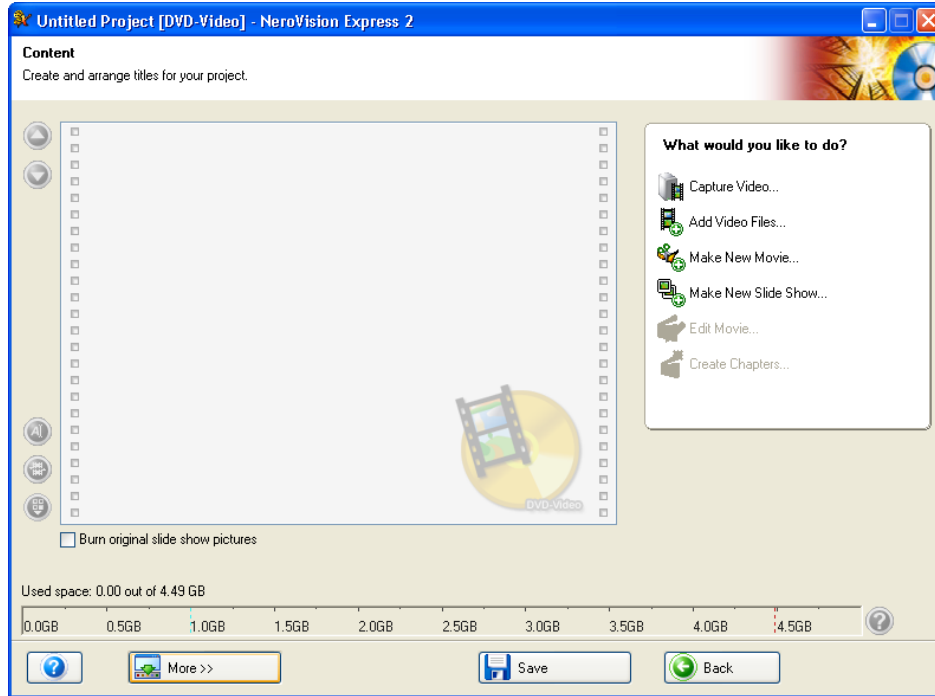 Untitled Project [DVD-Video] - NeroVision Express 2
Content
Create and arrange titles for your project.
What would you like to do?
Capture Video...
Add Video Files...
Make New Movie...
Make New Slide Show...
Edit Movie...
Create Chapters...
DVD-Video
Burn original slide show pictures
Used space: 0.00 out of 4.49 GB
0.0GB 0.5GB 1.0GB 1.5GB 2.0GB 2.5GB 3.0GB 3.5GB 4.0GB 4.5GB
More >> Save Back